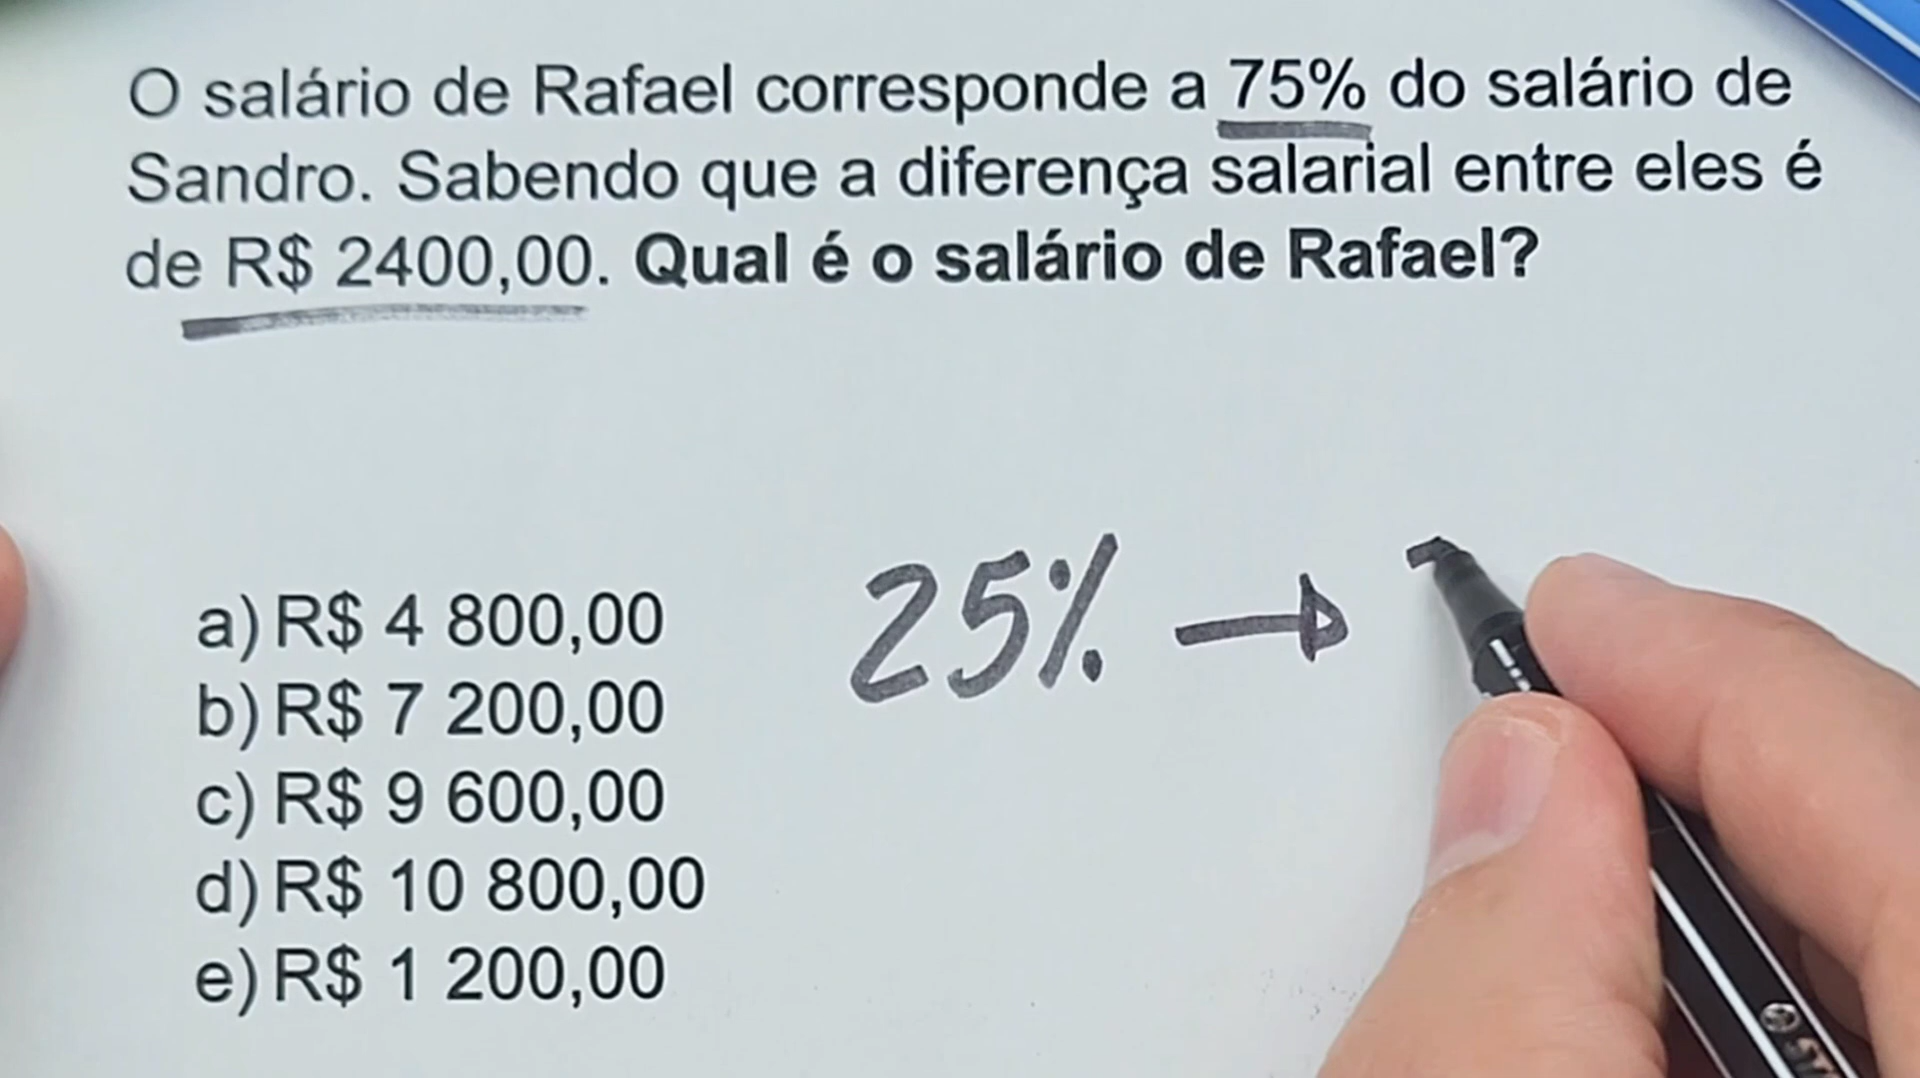 O salário de Rafael corresponde a 75% do salário de
Sandro. Sabendo que a diferença salarial entre eles é
de R$ 2400,00. Qual é o salário de Rafael?
a) R$ 4 800,00
b) R$ 7 200,00
c) R$ 9 600,00
d) R$ 10 800,00
e) R$ 1 200,00
25% →